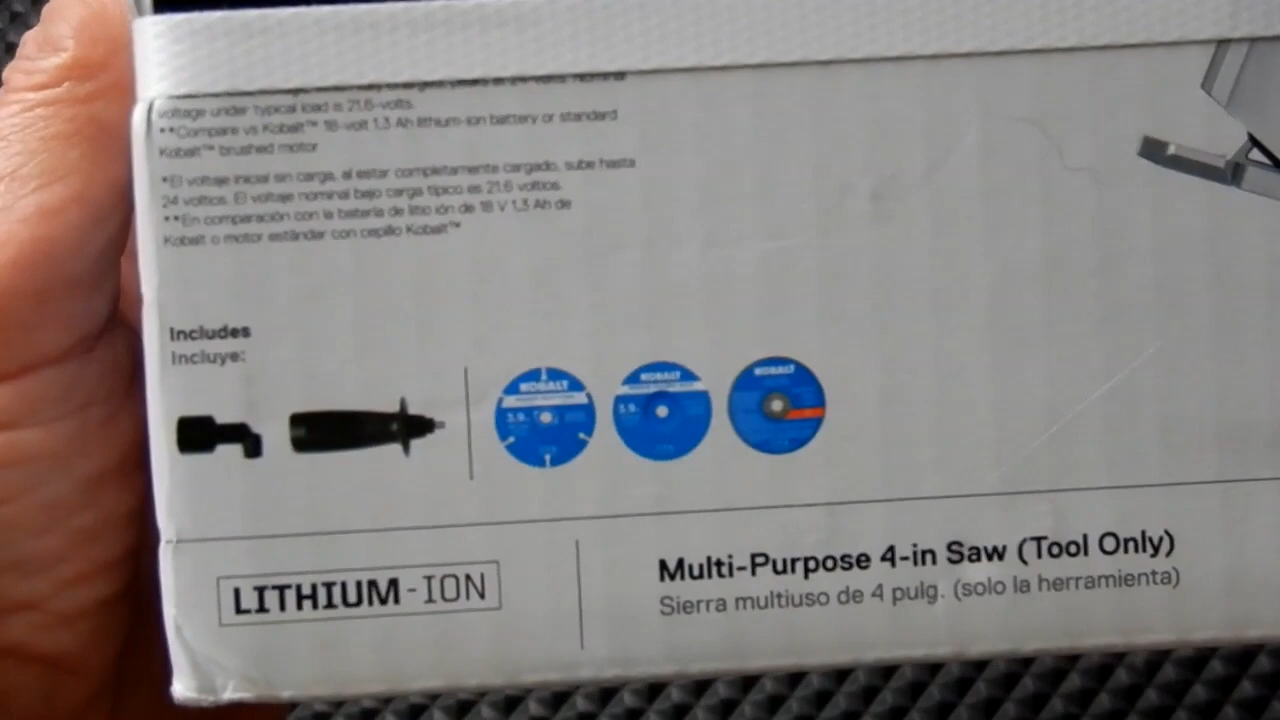 voltage under typical load is 21.6-volts.
**Compare vs Kobalt™ 18-volt 1.3 Ah lithium-ion battery or standard
Kobalt™ brushed motor
*El voltaje inicial sin carga, al estar completamente cargado, sube hasta
24 voltios. El voltaje nominal bajo carga típico es 21.6 voltios.
**En comparación con la batería de litio ión de 18 V 1,3 Ah de
Kobalt o motor estándar con cepillo Kobalt™
Includes
Incluye:
KOBALT
3.9
KOBALT
3.9
KOBALT
LITHIUM-ION
Multi-Purpose 4-in Saw (Tool Only)
Sierra multiuso de 4 pulg. (solo la herramienta)